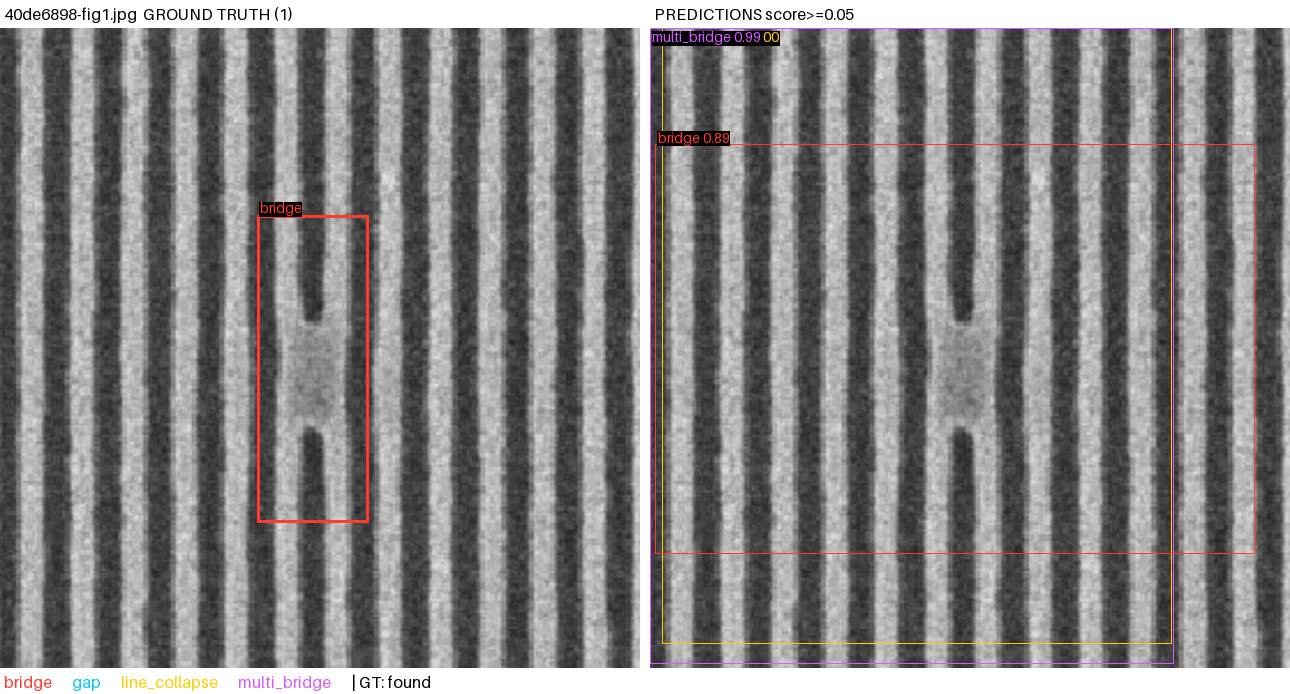 40de6898-fig1.jpg GROUND TRUTH (1)
PREDICTIONS score>=0.05
multi_bridge 0.99 00
bridge 0.89
bridge
bridge gap line_collapse multi_bridge | GT: found